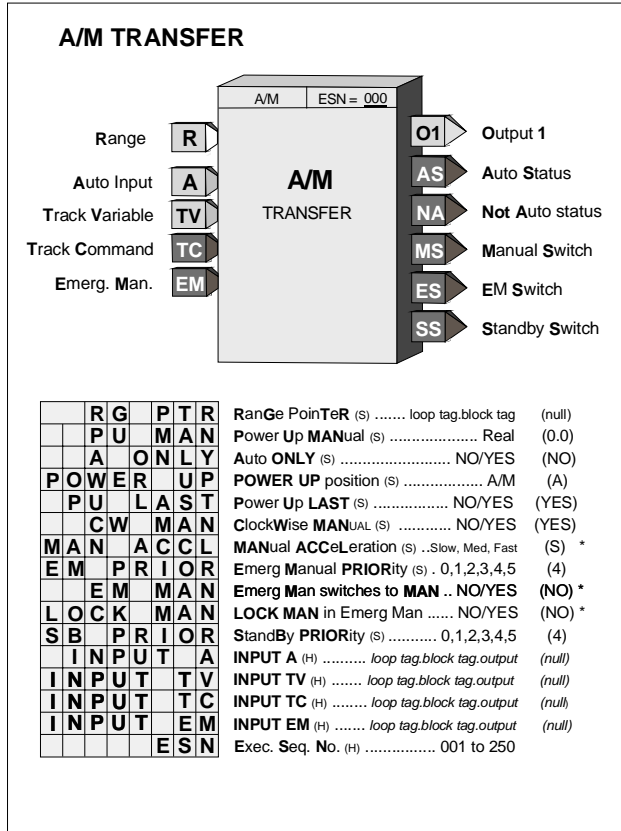 A/M TRANSFER
A/M ESN = 000
Range R
Auto Input A
Track Variable TV
Track Command TC
Emerg. Man. EM
A/M
TRANSFER
O1 Output 1
AS Auto Status
NA Not Auto status
MS Manual Switch
ES EM Switch
SS Standby Switch
RG PTR RanGe PoinTeR (S) ....... loop tag.block tag (null)
PU MAN Power Up MANual (S) .................... Real (0.0)
A ONLY Auto ONLY (S) .......................... NO/YES (NO)
POWER UP POWER UP position (S) ................. A/M (A)
PU LAST Power Up LAST (S) ................... NO/YES (YES)
CW MAN ClockWise MANUAL (S) ............ NO/YES (YES)
MAN ACCL MANual ACCeLeration (S) ..Slow, Med, Fast (S) *
EM PRIOR Emerg Manual PRIORity (S) . 0,1,2,3,4,5 (4)
EM MAN Emerg Man switches to MAN .. NO/YES (NO) *
LOCK MAN LOCK MAN in Emerg Man ...... NO/YES (NO) *
SB PRIOR StandBy PRIORity (S) ........... 0,1,2,3,4,5 (4)
INPUT A INPUT A (H) .......... loop tag.block tag.output (null)
INPUT TV INPUT TV (H) ....... loop tag.block tag.output (null)
INPUT TC INPUT TC (H) ........ loop tag.block tag.output (null)
INPUT EM INPUT EM (H) ....... loop tag.block tag.output (null)
ESN Exec. Seq. No. (H) ................ 001 to 250